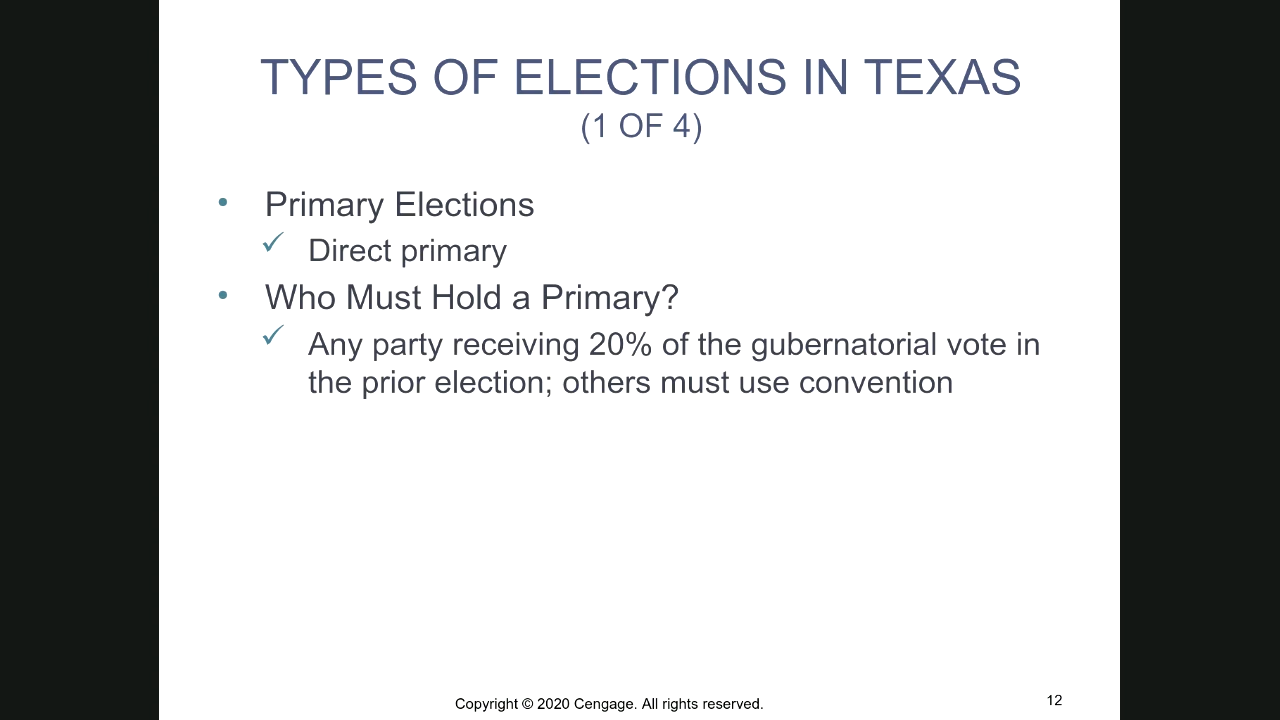 TYPES OF ELECTIONS IN TEXAS
(1 OF 4)
• Primary Elections
✓ Direct primary
• Who Must Hold a Primary?
✓ Any party receiving 20% of the gubernatorial vote in
the prior election; others must use convention
Copyright © 2020 Cengage. All rights reserved.
12